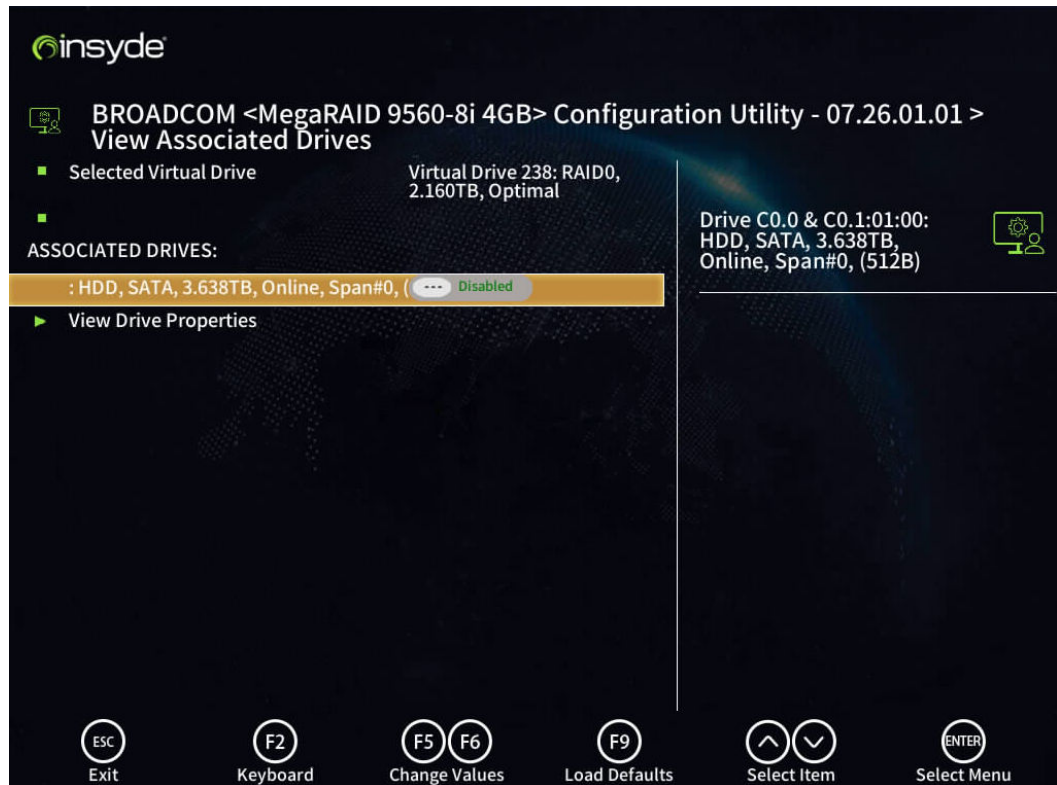 insyde
BROADCOM <MegaRAID 9560-8i 4GB> Configuration Utility - 07.26.01.01 >
View Associated Drives
Selected Virtual Drive
Virtual Drive 238: RAID0,
2.160TB, Optimal
ASSOCIATED DRIVES:
: HDD, SATA, 3.638TB, Online, Span#0, ( --- Disabled
View Drive Properties
Drive C0.0 & C0.1:01:00:
HDD, SATA, 3.638TB,
Online, Span#0, (512B)
ESC
Exit
F2
Keyboard
F5 F6
Change Values
F9
Load Defaults
Select Item
ENTER
Select Menu